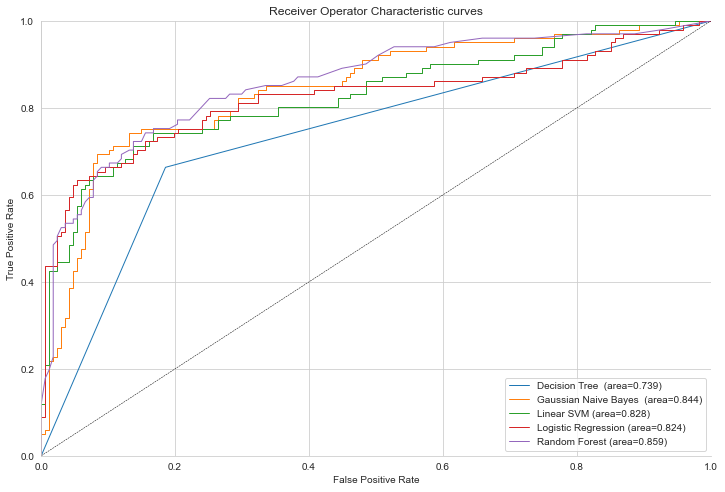 Receiver Operator Characteristic curves
1.0
0.8
0.6
0.4
0.2
0.0
True Positive Rate
Decision Tree  (area=0.739)
Gaussian Naive Bayes  (area=0.844)
Linear SVM (area=0.828)
Logistic Regression (area=0.824)
Random Forest (area=0.859)
0.0 0.2 0.4 0.6 0.8 1.0
False Positive Rate